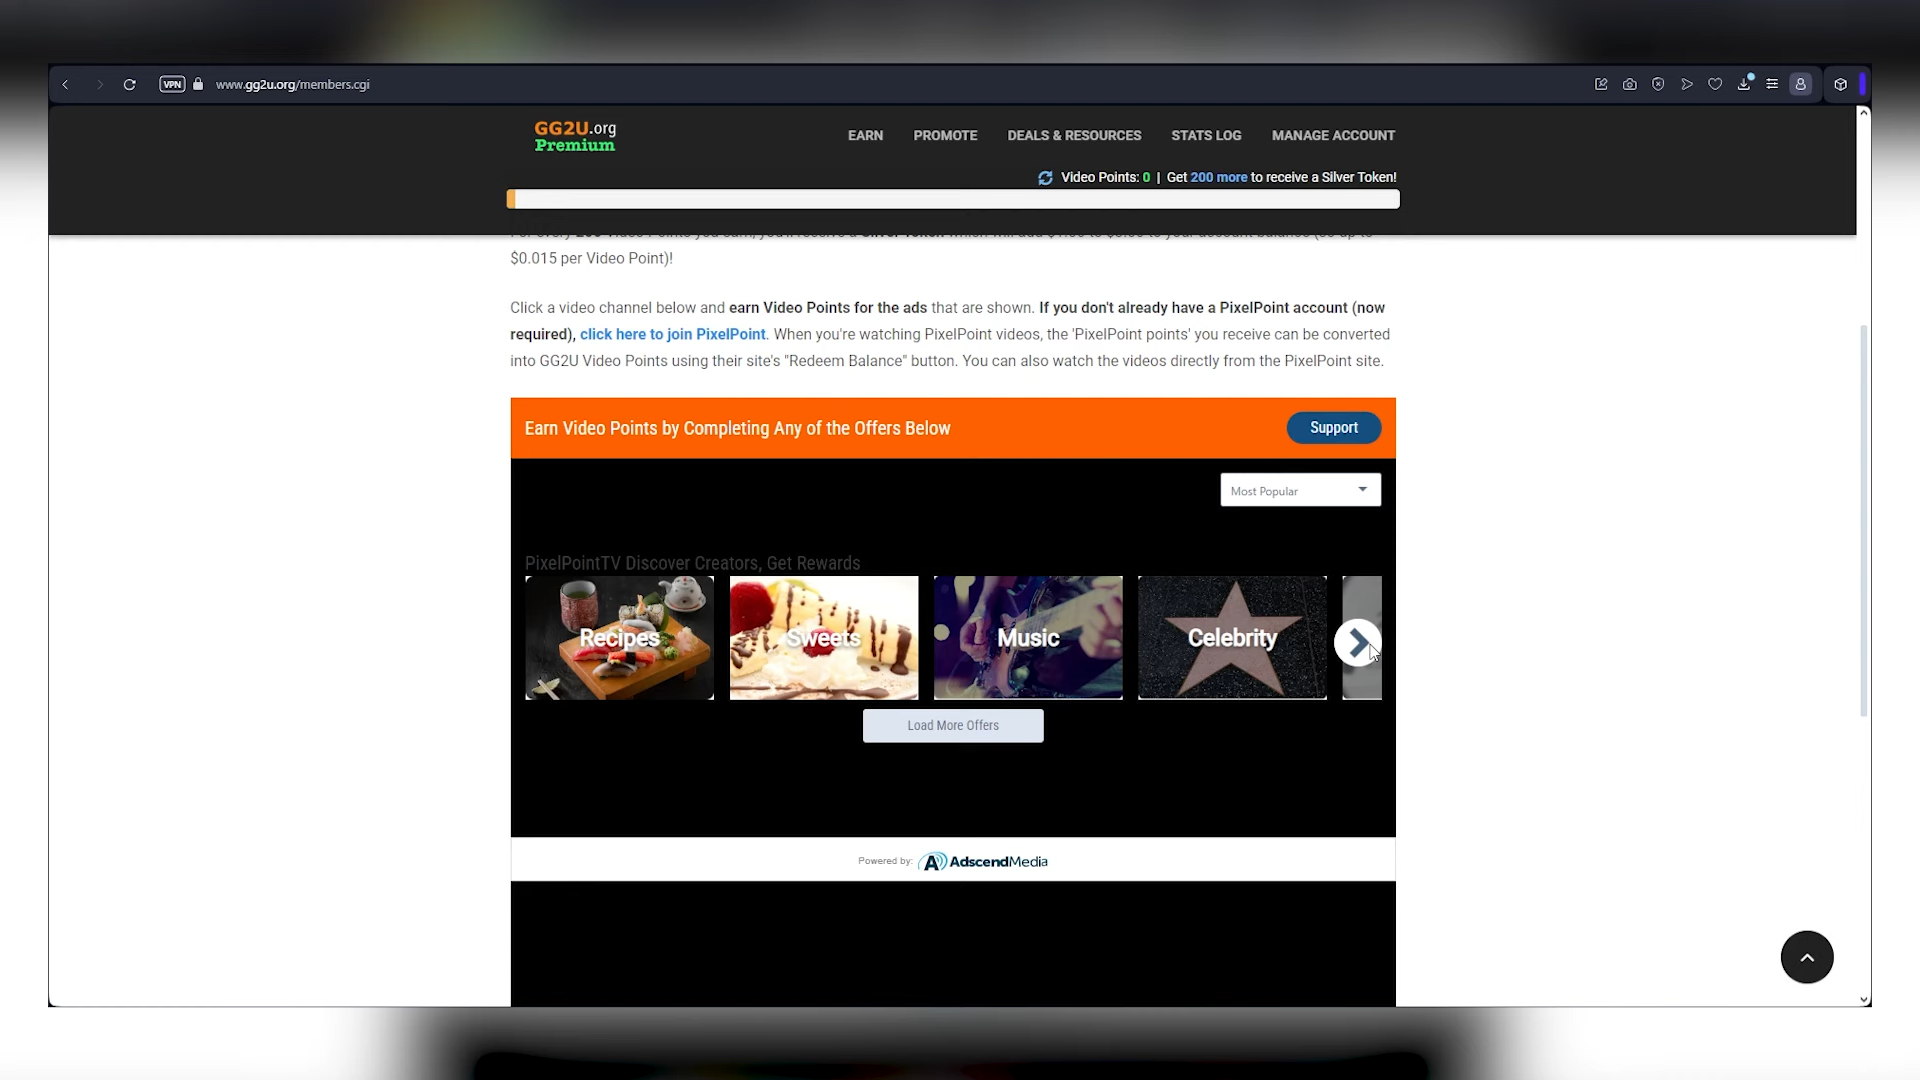 VPN www.gg2u.org/members.cgi
GG2U.org
Premium
EARN PROMOTE DEALS & RESOURCES STATS LOG MANAGE ACCOUNT
Video Points: 0 | Get 200 more to receive a Silver Token!
$0.015 per Video Point)!
Click a video channel below and earn Video Points for the ads that are shown. If you don't already have a PixelPoint account (now
required), click here to join PixelPoint. When you're watching PixelPoint videos, the 'PixelPoint points' you receive can be converted
into GG2U Video Points using their site's "Redeem Balance" button. You can also watch the videos directly from the PixelPoint site.
Earn Video Points by Completing Any of the Offers Below
Support
Most Popular
PixelPointTV Discover Creators, Get Rewards
Recipes
Sweets
Music
Celebrity
Load More Offers
Powered by: AdscendMedia